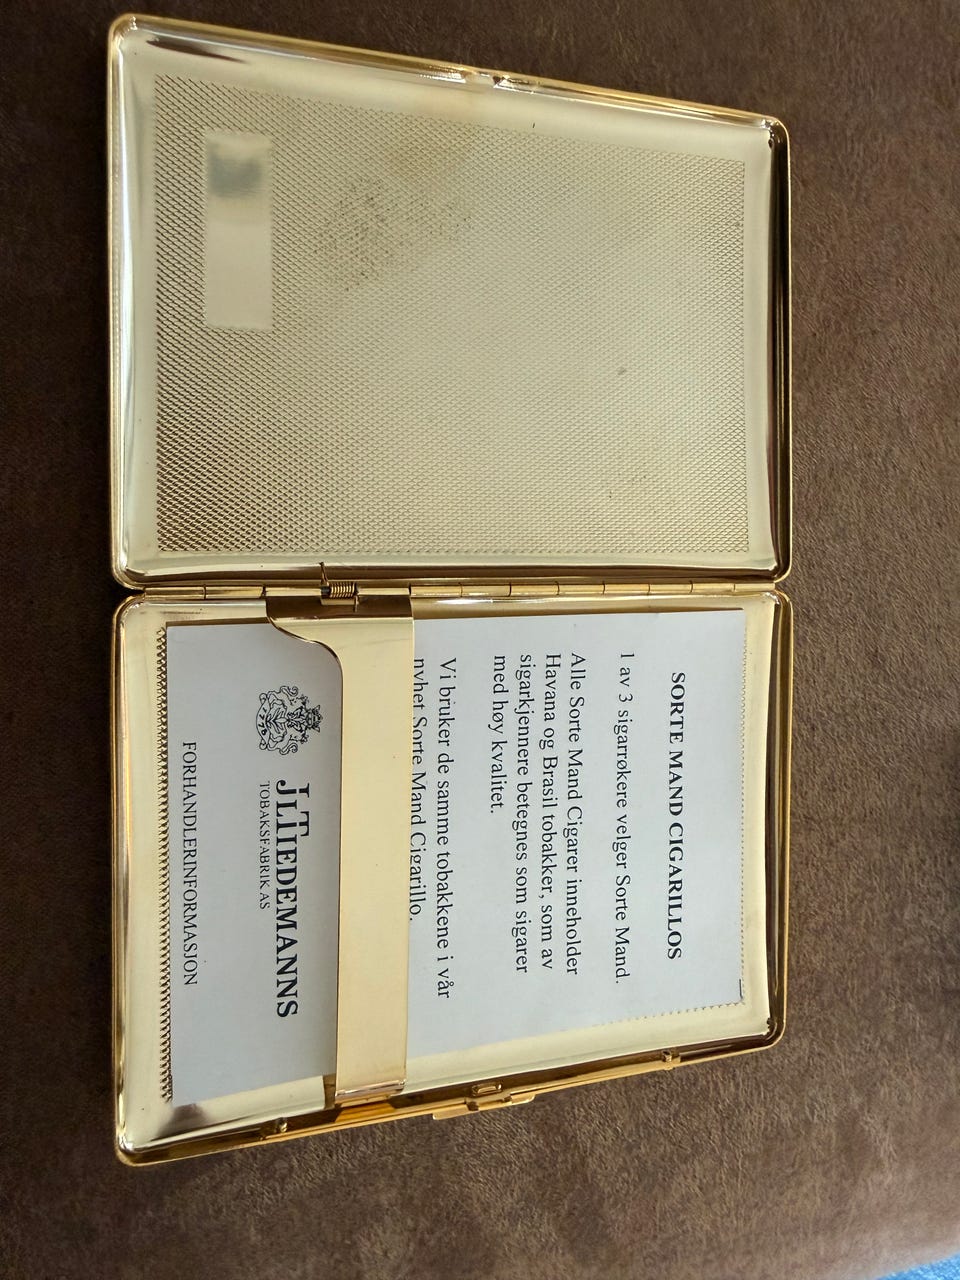 SORTE MAND CIGARILLOS
1 av 3 sigarrøkere velger Sorte Mand.
Alle Sorte Mand Cigarer inneholder
Havana og Brasil tobakker, som av
sigarkjennere betegnes som sigarer
med høy kvalitet.
Vi bruker de samme tobakkene i vår
nyhet Sorte Mand Cigarillo.
JLTIEDEMANNS
TOBAKSFABRIK AS
FORHANDLERINFORMASJON